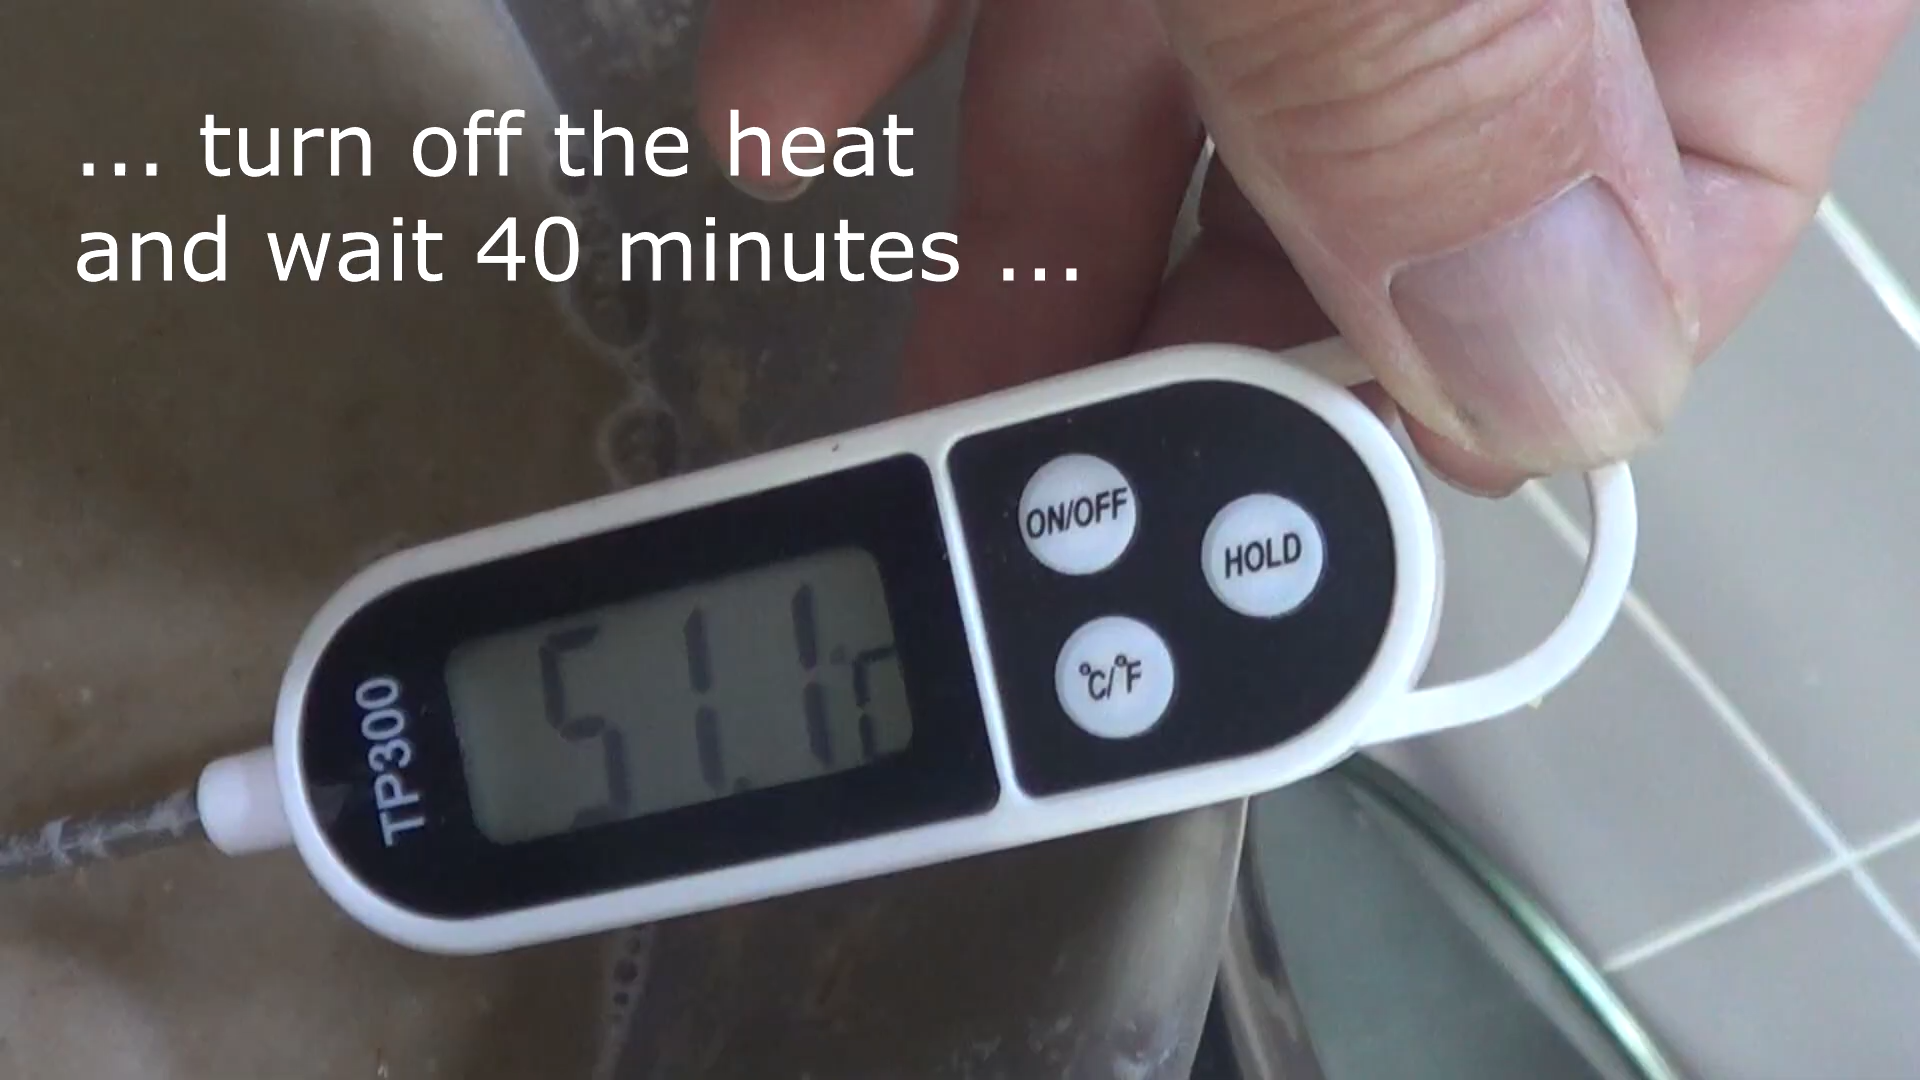 ... turn off the heat
and wait 40 minutes ...
ON/OFF
HOLD
°C/°F
51.1°C
TP300